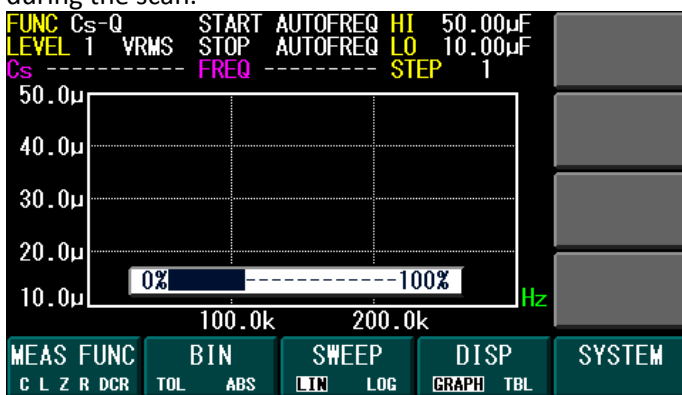 during the scan.
FUNC Cs-Q START AUTOFREQ HI 50.00µF
LEVEL 1 VRMS STOP AUTOFREQ LO 10.00µF
Cs ----------- FREQ --------- STEP 1
50.0µ
40.0µ
30.0µ
20.0µ
0% ------------100%
10.0µ
Hz
100.0k 200.0k
MEAS FUNC BIN SWEEP DISP SYSTEM
C L Z R DCR TOL ABS LIN LOG GRAPH TBL